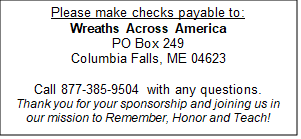 Please make checks payable to:
Wreaths Across America
PO Box 249
Columbia Falls, ME 04623
Call 877-385-9504 with any questions.
Thank you for your sponsorship and joining us in
our mission to Remember, Honor and Teach!